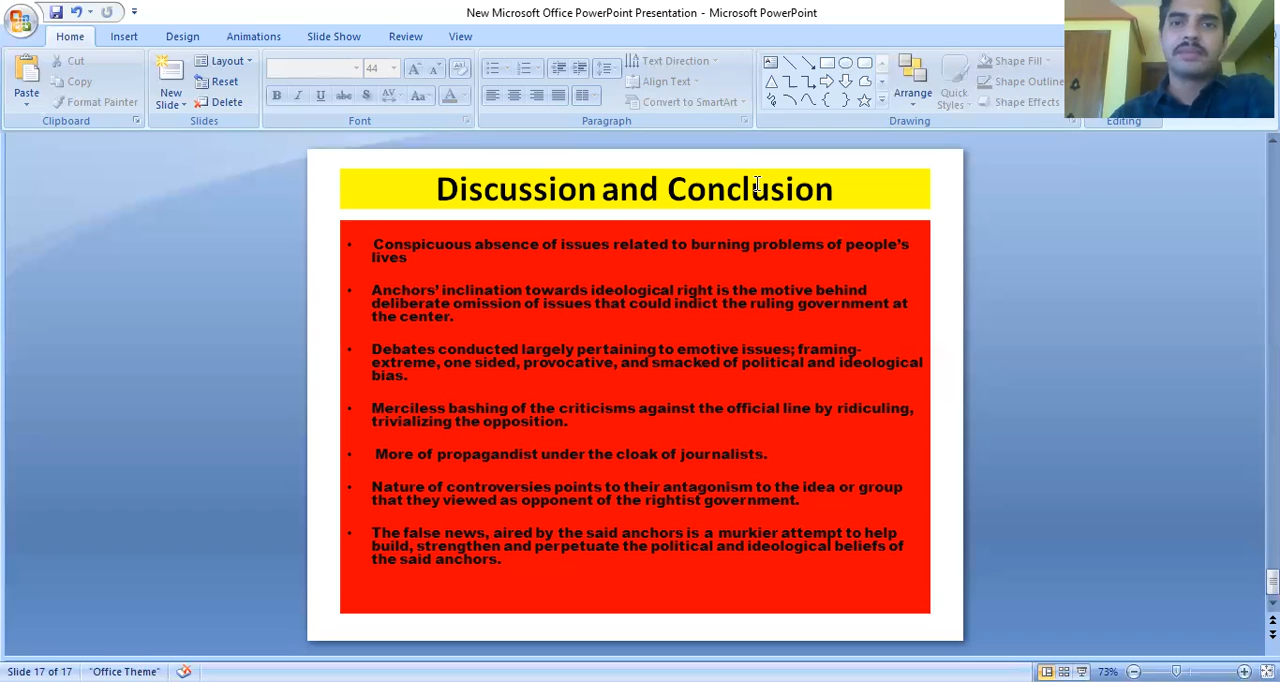 New Microsoft Office PowerPoint Presentation - Microsoft PowerPoint
Home Insert Design Animations Slide Show Review View
Paste
Cut
Copy
Format Painter
Clipboard
New
Slide
Layout
Reset
Delete
Slides
44
B I U abc S AV Aa A
Font
Text Direction
Align Text
Convert to SmartArt
Paragraph
Arrange
Quick
Styles
Shape Fill
Shape Outline
Shape Effects
Drawing
Editing
Discussion and Conclusion
• Conspicuous absence of issues related to burning problems of people’s
lives
• Anchors’ inclination towards ideological right is the motive behind
deliberate omission of issues that could indict the ruling government at
the center.
• Debates conducted largely pertaining to emotive issues; framing-
extreme, one sided, provocative, and smacked of political and ideological
bias.
• Merciless bashing of the criticisms against the official line by ridiculing,
trivializing the opposition.
• More of propagandist under the cloak of journalists.
• Nature of controversies points to their antagonism to the idea or group
that they viewed as opponent of the rightist government.
• The false news, aired by the said anchors is a murkier attempt to help
build, strengthen and perpetuate the political and ideological beliefs of
the said anchors.
Slide 17 of 17 "Office Theme" 73%